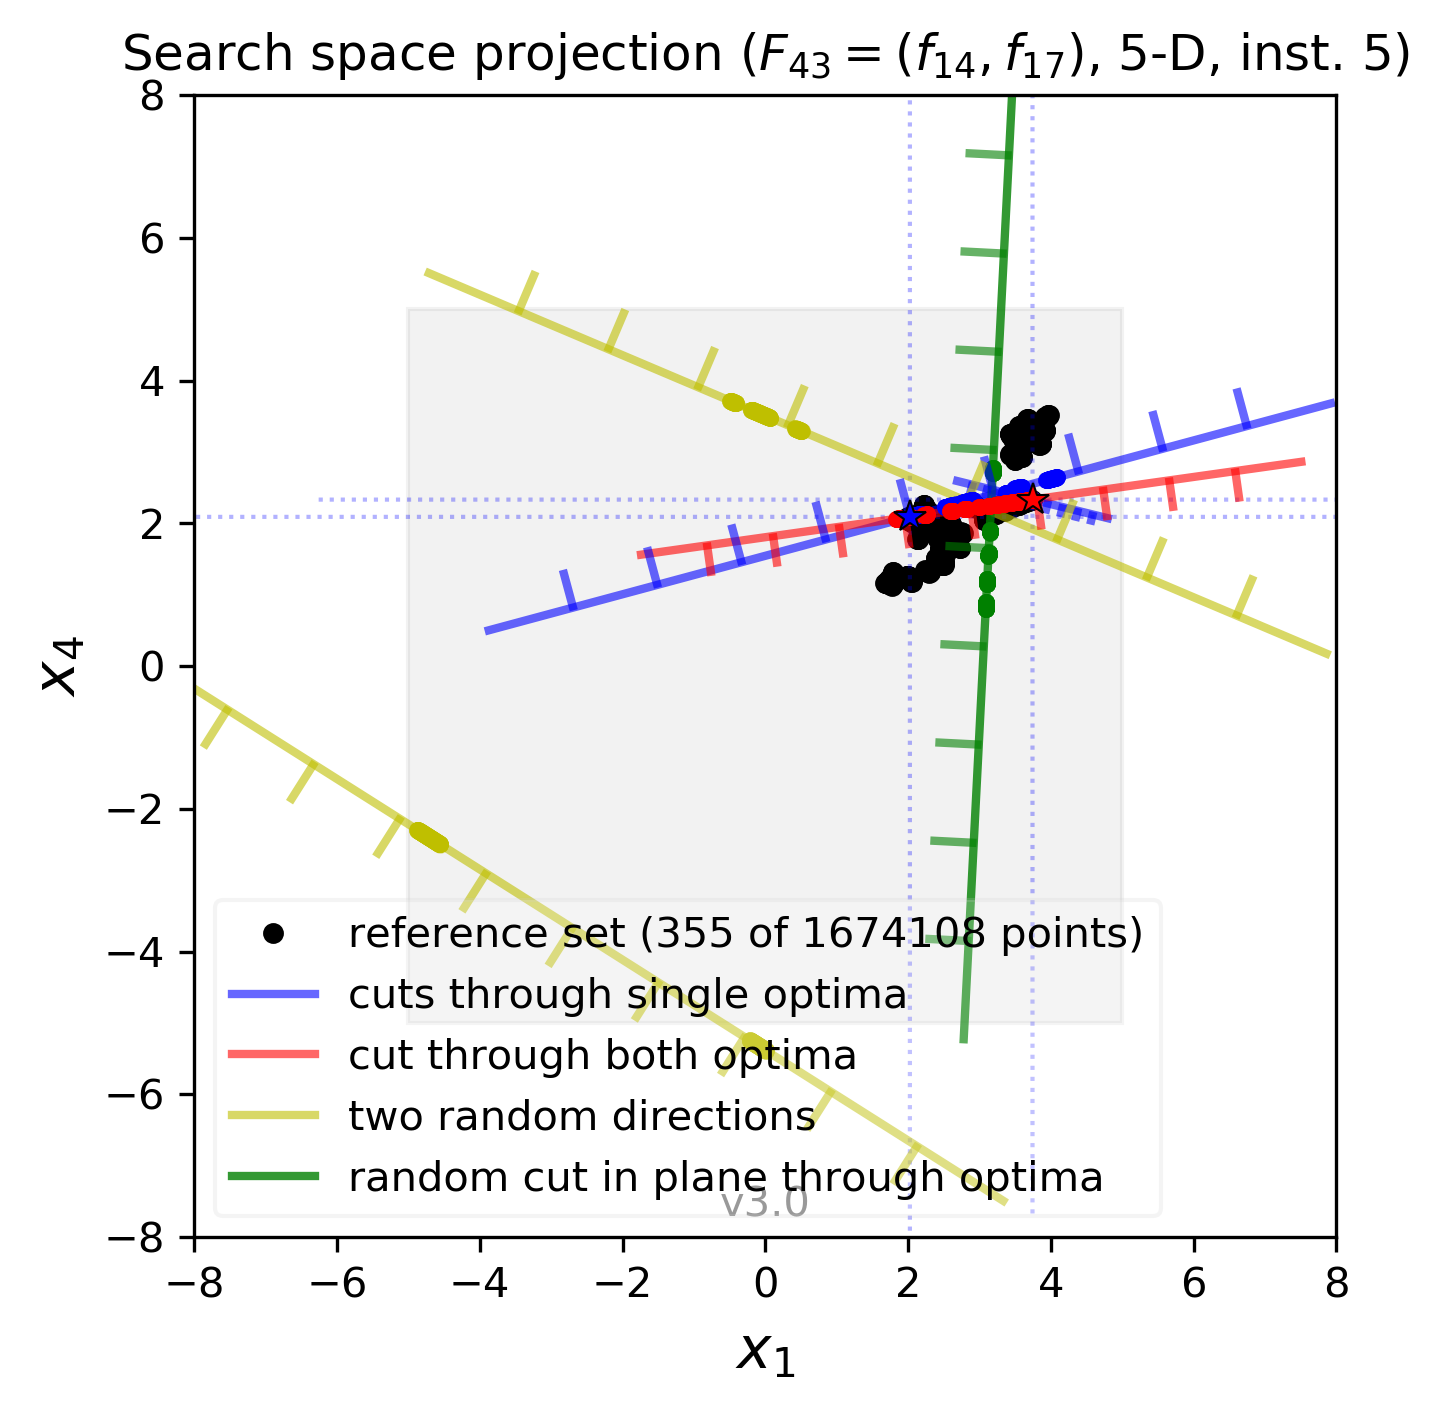 Search space projection (F₄₃ = (f₁₄, f₁₇), 5-D, inst. 5)
8
6
4
2
0
−2
−4
−6
−8
x₄
reference set (355 of 1674108 points)
cuts through single optima
cut through both optima
two random directions
random cut in plane through optima
v3.0
−8 −6 −4 −2 0 2 4 6 8
x₁